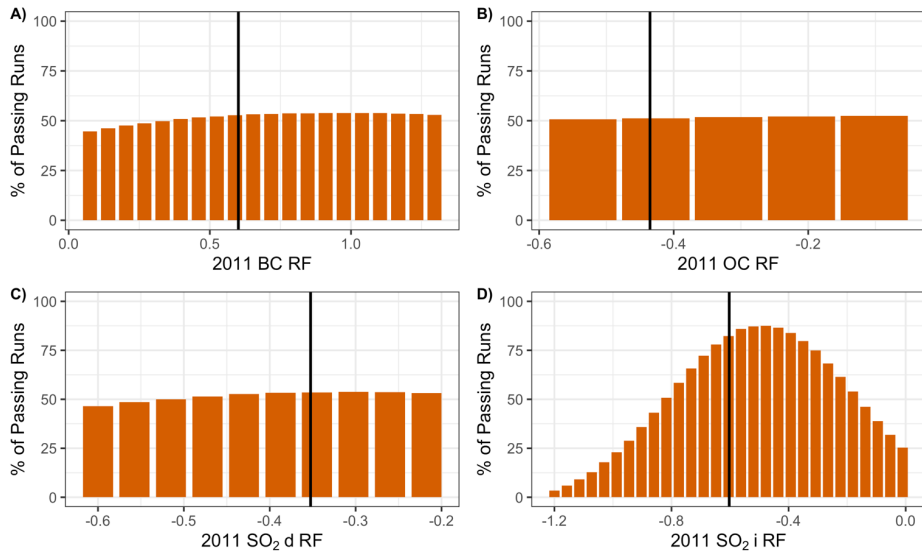 A)
% of Passing Runs
100
75
50
25
0
0.0 0.5 1.0
2011 BC RF
B)
% of Passing Runs
100
75
50
25
0
-0.6 -0.4 -0.2
2011 OC RF
C)
% of Passing Runs
100
75
50
25
0
-0.6 -0.5 -0.4 -0.3 -0.2
2011 SO₂ d RF
D)
% of Passing Runs
100
75
50
25
0
-1.2 -0.8 -0.4 0.0
2011 SO₂ i RF